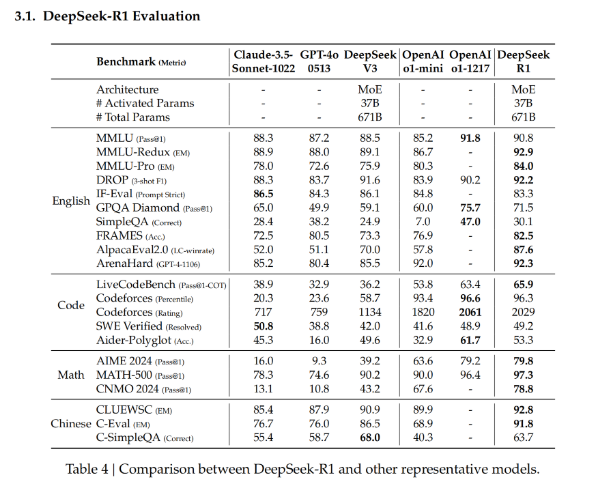 3.1. DeepSeek-R1 Evaluation
Benchmark (Metric) Claude-3.5-Sonnet-1022 GPT-4o 0513 DeepSeek V3 OpenAI o1-mini OpenAI o1-1217 DeepSeek R1
Architecture - - MoE - - MoE
# Activated Params - - 37B - - 37B
# Total Params - - 671B - - 671B
English
MMLU (Pass@1) 88.3 87.2 88.5 85.2 91.8 90.8
MMLU-Redux (EM) 88.9 88.0 89.1 86.7 - 92.9
MMLU-Pro (EM) 78.0 72.6 75.9 80.3 - 84.0
DROP (3-shot F1) 88.3 83.7 91.6 83.9 90.2 92.2
IF-Eval (Prompt Strict) 86.5 84.3 86.1 84.8 - 83.3
GPQA Diamond (Pass@1) 65.0 49.9 59.1 60.0 75.7 71.5
SimpleQA (Correct) 28.4 38.2 24.9 7.0 47.0 30.1
FRAMES (Acc.) 72.5 80.5 73.3 76.9 - 82.5
AlpacaEval2.0 (LC-winrate) 52.0 51.1 70.0 57.8 - 87.6
ArenaHard (GPT-4-1106) 85.2 80.4 85.5 92.0 - 92.3
Code
LiveCodeBench (Pass@1-COT) 38.9 32.9 36.2 53.8 63.4 65.9
Codeforces (Percentile) 20.3 23.6 58.7 93.4 96.6 96.3
Codeforces (Rating) 717 759 1134 1820 2061 2029
SWE Verified (Resolved) 50.8 38.8 42.0 41.6 48.9 49.2
Aider-Polyglot (Acc.) 45.3 16.0 49.6 32.9 61.7 53.3
Math
AIME 2024 (Pass@1) 16.0 9.3 39.2 63.6 79.2 79.8
MATH-500 (Pass@1) 78.3 74.6 90.2 90.0 96.4 97.3
CNMO 2024 (Pass@1) 13.1 10.8 43.2 67.6 - 78.8
Chinese
CLUEWSC (EM) 85.4 87.9 90.9 89.9 - 92.8
C-Eval (EM) 76.7 76.0 86.5 68.9 - 91.8
C-SimpleQA (Correct) 55.4 58.7 68.0 40.3 - 63.7
Table 4 | Comparison between DeepSeek-R1 and other representative models.